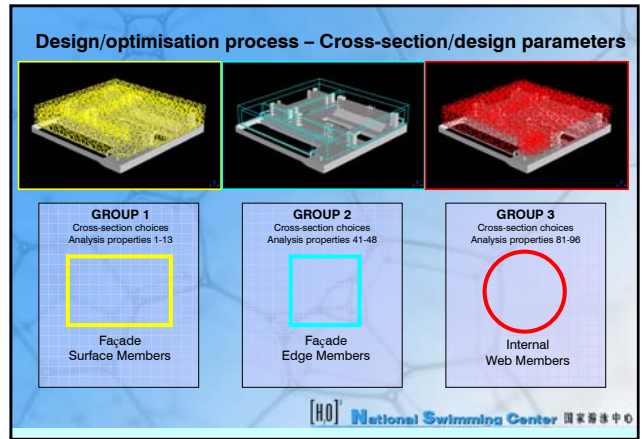 Design/optimisation process – Cross-section/design parameters
GROUP 1
Cross-section choices
Analysis properties 1-13
Façade
Surface Members
GROUP 2
Cross-section choices
Analysis properties 41-48
Façade
Edge Members
GROUP 3
Cross-section choices
Analysis properties 81-96
Internal
Web Members
[H₂O]³ National Swimming Center 国家游泳中心